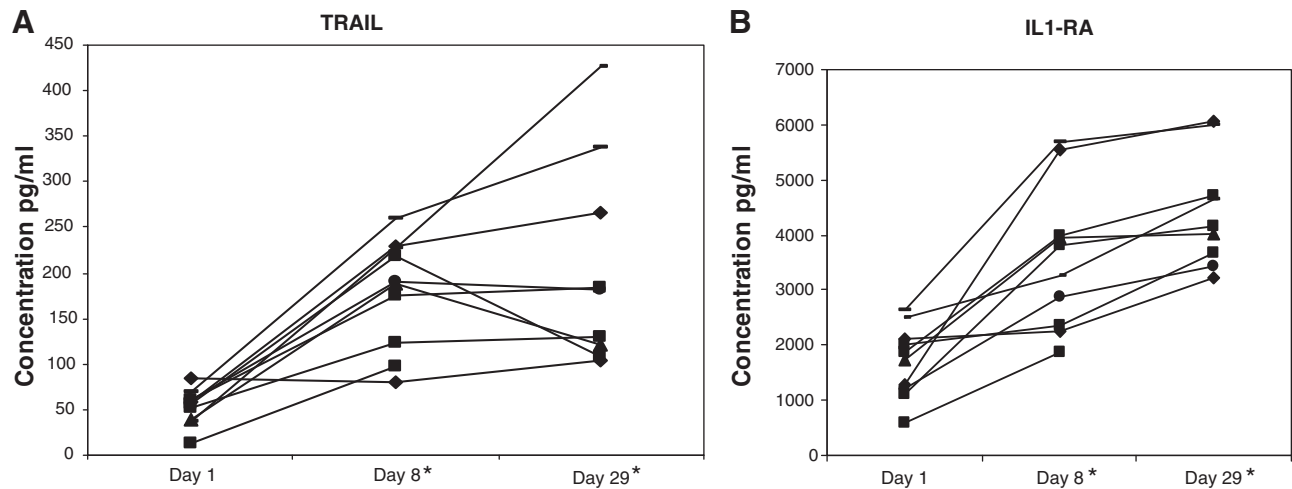 A
TRAIL
Concentration pg/ml
450
400
350
300
250
200
150
100
50
0
Day 1
Day 8*
Day 29*
B
IL1-RA
Concentration pg/ml
7000
6000
5000
4000
3000
2000
1000
0
Day 1
Day 8*
Day 29*